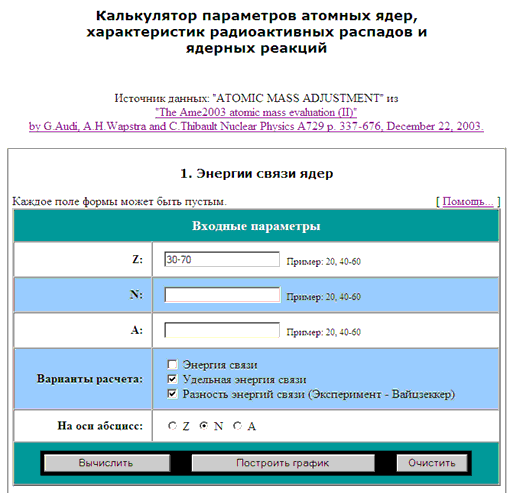 Калькулятор параметров атомных ядер,
характеристик радиоактивных распадов и
ядерных реакций
Источник данных: "ATOMIC MASS ADJUSTMENT" из
"The Ame2003 atomic mass evaluation (II)"
by G.Audi, A.H.Wapstra and C.Thibault Nuclear Physics A729 p. 337-676, December 22, 2003.
1. Энергии связи ядер
Каждое поле формы может быть пустым. [ Помощь... ]
Входные параметры
Z: 30-70 Пример: 20, 40-60
N: Пример: 20, 40-60
A: Пример: 20, 40-60
Варианты расчета: Энергия связи
Удельная энергия связи
Разность энергий связи (Эксперимент - Вайцзеккер)
На оси абсцисс: Z N A
Вычислить Построить график Очистить